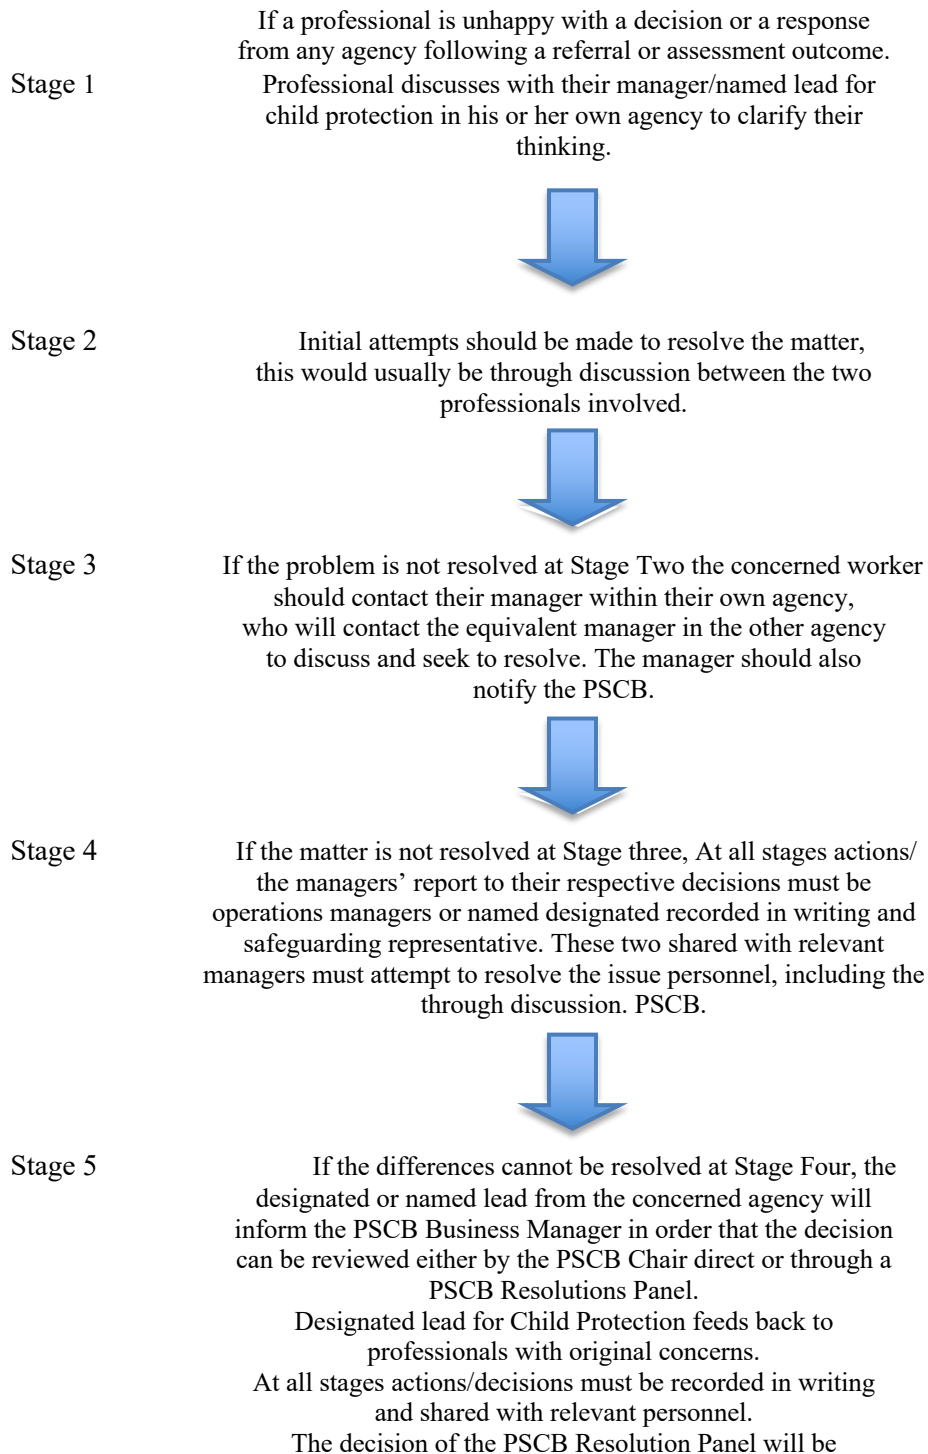 If a professional is unhappy with a decision or a response
from any agency following a referral or assessment outcome.
Stage 1 Professional discusses with their manager/named lead for
child protection in his or her own agency to clarify their
thinking.
Stage 2 Initial attempts should be made to resolve the matter,
this would usually be through discussion between the two
professionals involved.
Stage 3 If the problem is not resolved at Stage Two the concerned worker
should contact their manager within their own agency,
who will contact the equivalent manager in the other agency
to discuss and seek to resolve. The manager should also
notify the PSCB.
Stage 4 If the matter is not resolved at Stage three, At all stages actions/
the managers’ report to their respective decisions must be
operations managers or named designated recorded in writing and
safeguarding representative. These two shared with relevant
managers must attempt to resolve the issue personnel, including the
through discussion. PSCB.
Stage 5 If the differences cannot be resolved at Stage Four, the
designated or named lead from the concerned agency will
inform the PSCB Business Manager in order that the decision
can be reviewed either by the PSCB Chair direct or through a
PSCB Resolutions Panel.
Designated lead for Child Protection feeds back to
professionals with original concerns.
At all stages actions/decisions must be recorded in writing
and shared with relevant personnel.
The decision of the PSCB Resolution Panel will be